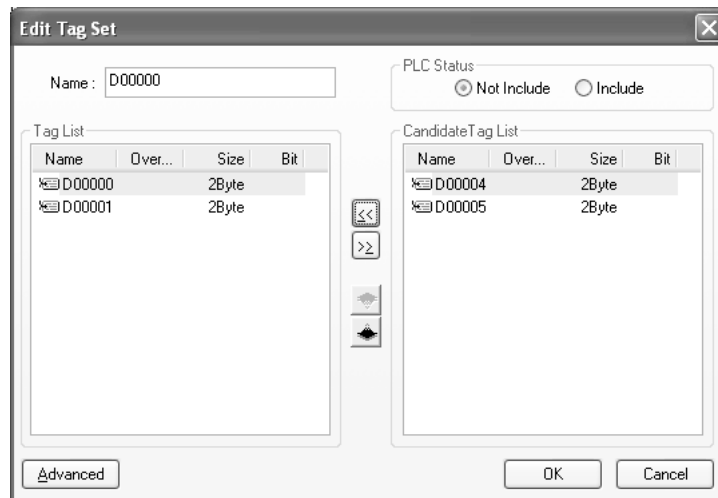 Edit Tag Set
Name : D00000
PLC Status
Not Include Include
Tag List
Name Over... Size Bit
D00000 2Byte
D00001 2Byte
<<
>>
CandidateTag List
Name Over... Size Bit
D00004 2Byte
D00005 2Byte
Advanced
OK Cancel